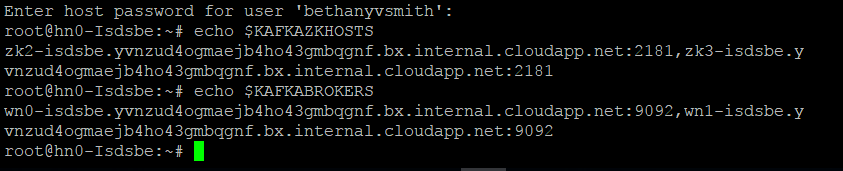 Enter host password for user 'bethanyvsmith':
root@hn0-Isdsbe:~# echo $KAFKAZKHOSTS
zk2-isdsbe.yvnzud4ogmaejb4ho43gmbqgnf.bx.internal.cloudapp.net:2181,zk3-isdsbe.y
vnzud4ogmaejb4ho43gmbqgnf.bx.internal.cloudapp.net:2181
root@hn0-Isdsbe:~# echo $KAFKABROKERS
wn0-isdsbe.yvnzud4ogmaejb4ho43gmbqgnf.bx.internal.cloudapp.net:9092,wn1-isdsbe.y
vnzud4ogmaejb4ho43gmbqgnf.bx.internal.cloudapp.net:9092
root@hn0-Isdsbe:~#